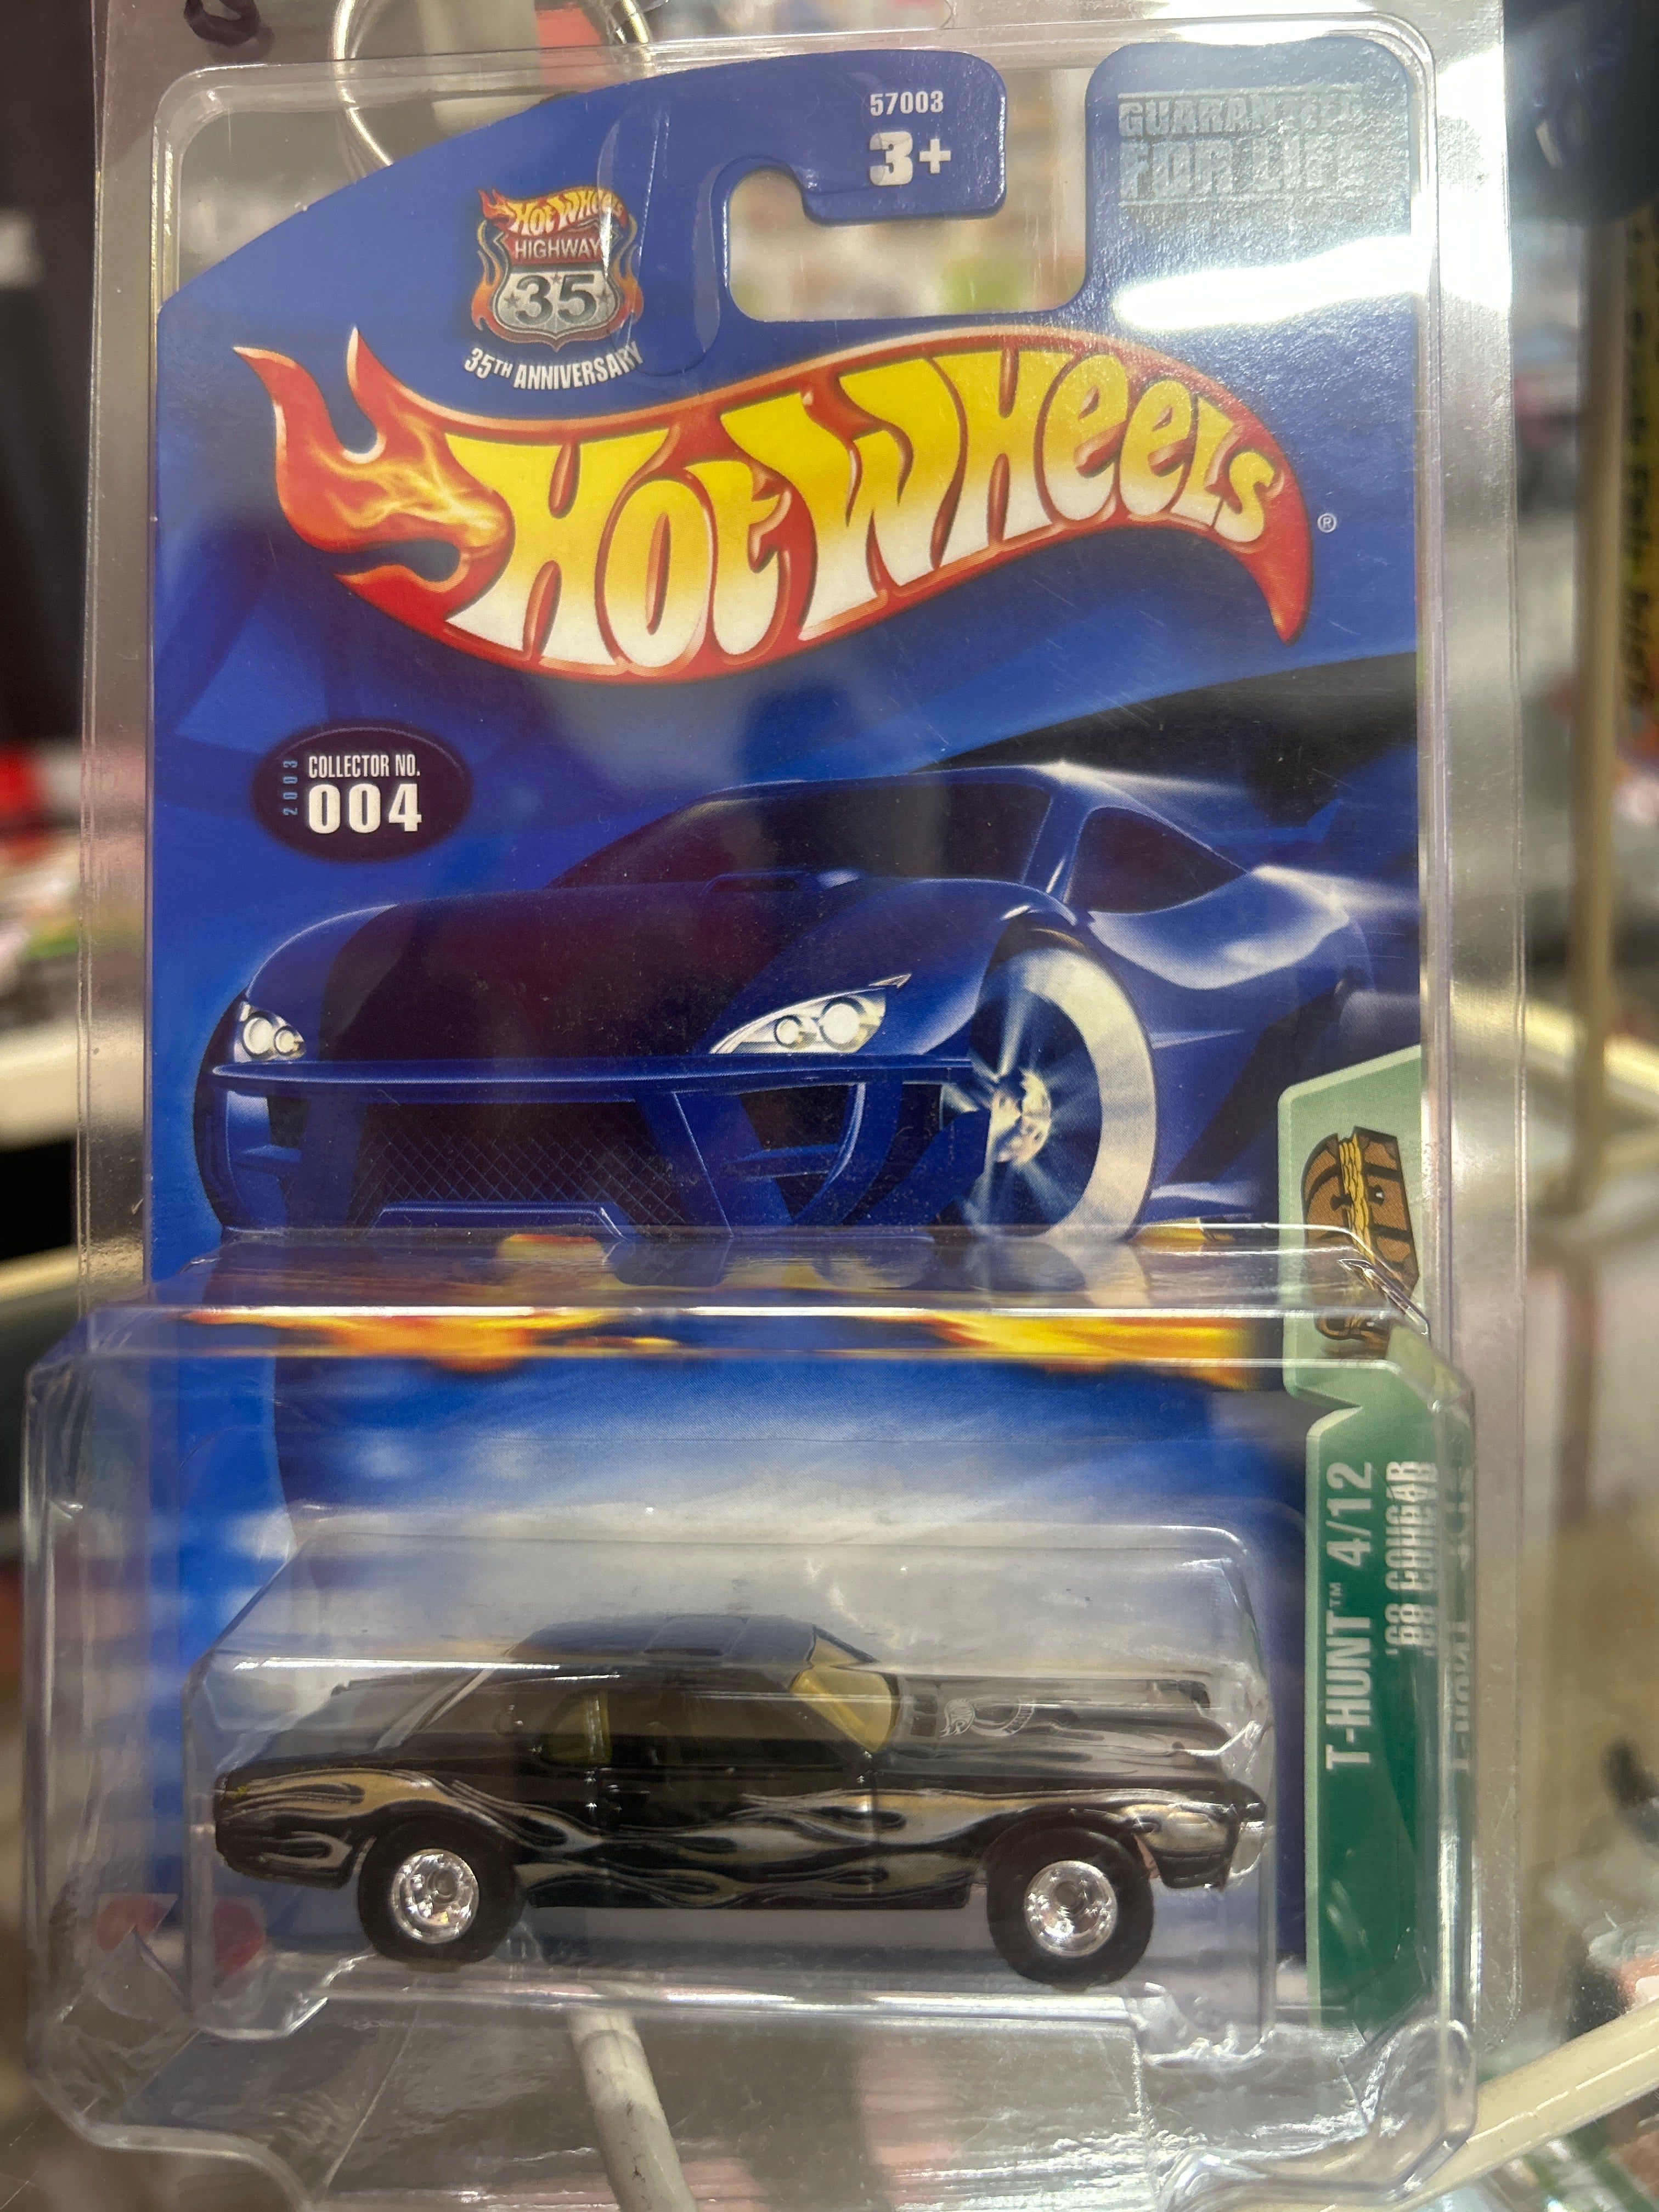 57003
3+
GUARANTEED
FOR LIFE
HOT WHEELS
HIGHWAY
35
35TH ANNIVERSARY
HOT WHEELS®
2003
COLLECTOR NO.
004
T-HUNT™ 4/12
'68 COUGAR